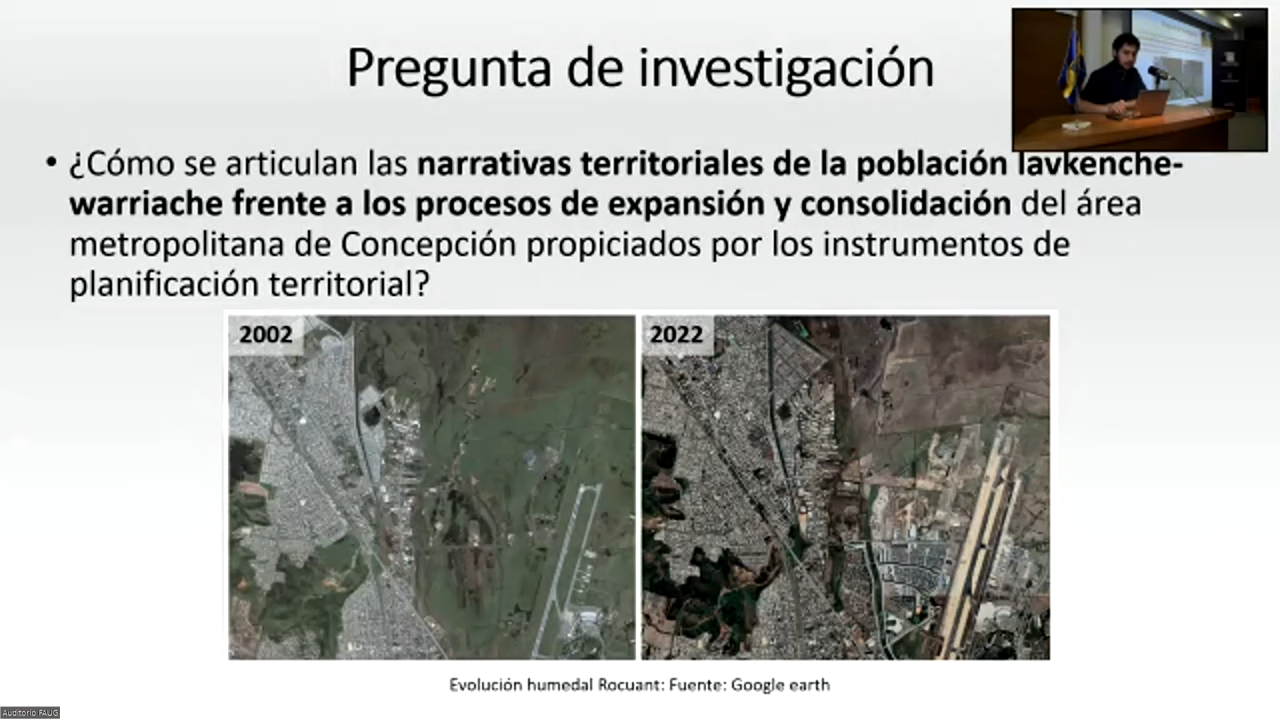 Pregunta de investigación
• ¿Cómo se articulan las narrativas territoriales de la población lavkenche-
warriache frente a los procesos de expansión y consolidación del área
metropolitana de Concepción propiciados por los instrumentos de
planificación territorial?
2002
2022
Evolución humedal Rocuant: Fuente: Google earth
Auditorio FAUG